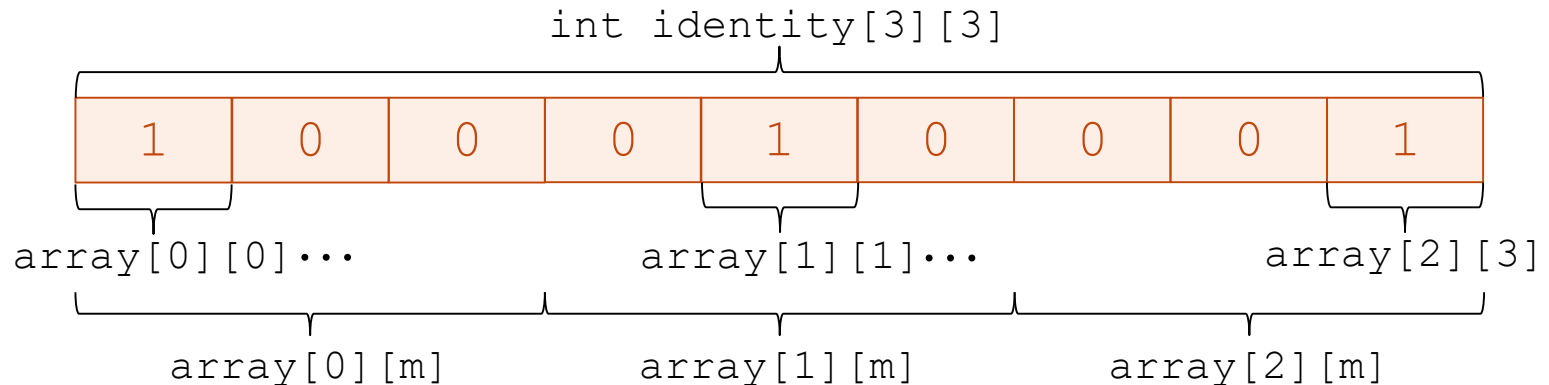 int identity[3][3]
1 0 0 0 1 0 0 0 1
array[0][0]··· array[1][1]··· array[2][3]
array[0][m] array[1][m] array[2][m]